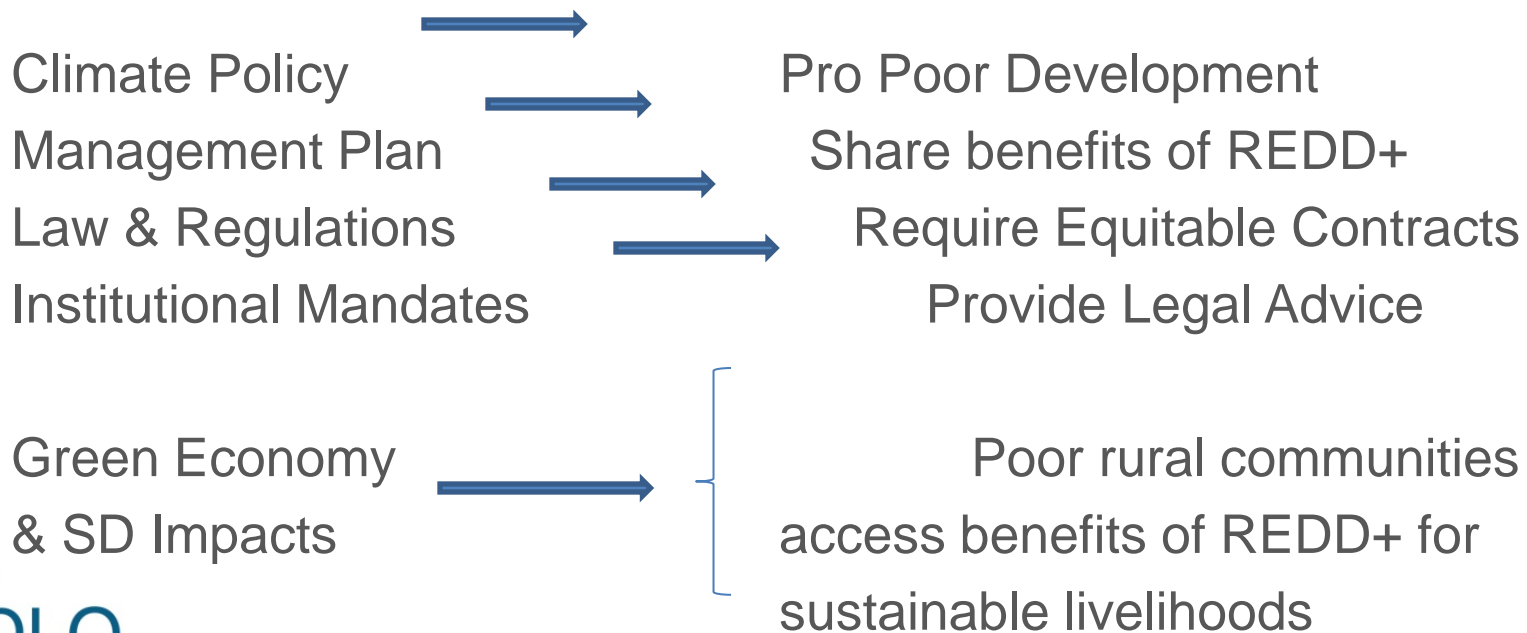 Climate Policy Pro Poor Development
Management Plan Share benefits of REDD+
Law & Regulations Require Equitable Contracts
Institutional Mandates Provide Legal Advice
Green Economy Poor rural communities
& SD Impacts access benefits of REDD+ for
sustainable livelihoods